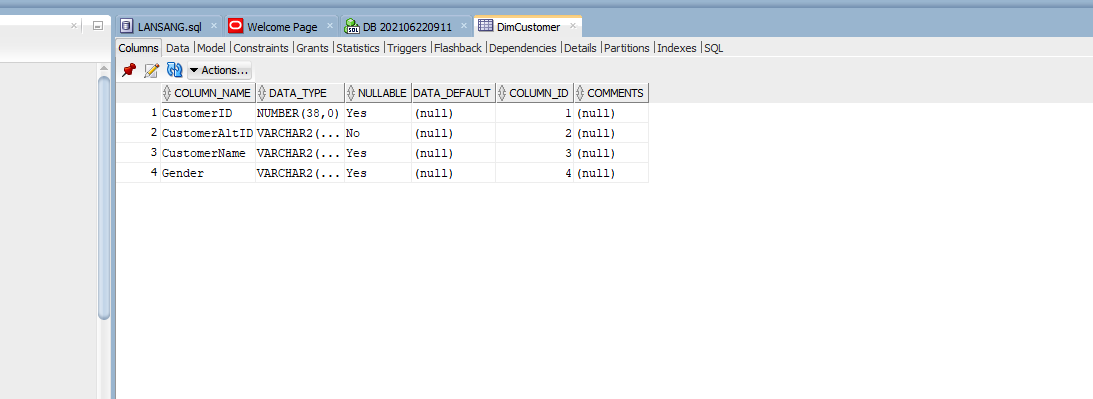 LANSANG.sql Welcome Page DB 202106220911 DimCustomer
Columns Data Model Constraints Grants Statistics Triggers Flashback Dependencies Details Partitions Indexes SQL
Actions...
COLUMN_NAME DATA_TYPE NULLABLE DATA_DEFAULT COLUMN_ID COMMENTS
1 CustomerID NUMBER(38,0) Yes (null) 1 (null)
2 CustomerAltID VARCHAR2(... No (null) 2 (null)
3 CustomerName VARCHAR2(... Yes (null) 3 (null)
4 Gender VARCHAR2(... Yes (null) 4 (null)